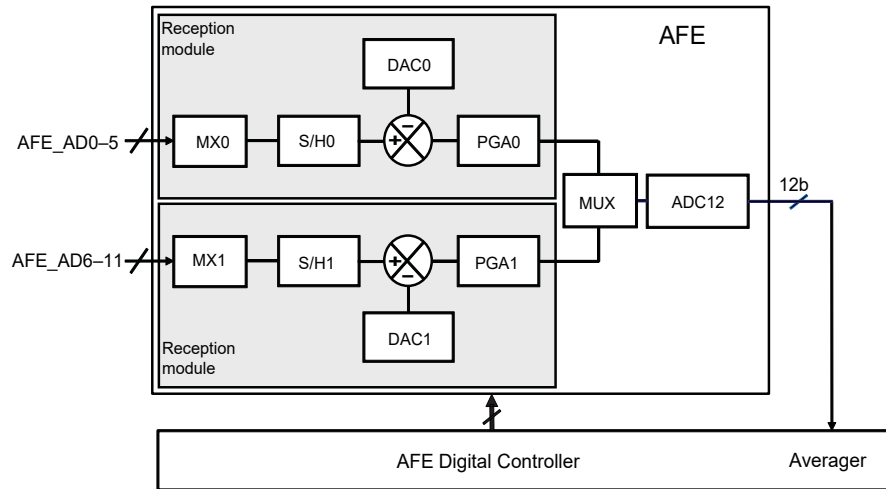 Reception
module
AFE
DAC0
AFE_AD0–5
MX0
S/H0
–
+
PGA0
12b
MUX
ADC12
AFE_AD6–11
MX1
S/H1
+
–
PGA1
DAC1
Reception
module
AFE Digital Controller
Averager